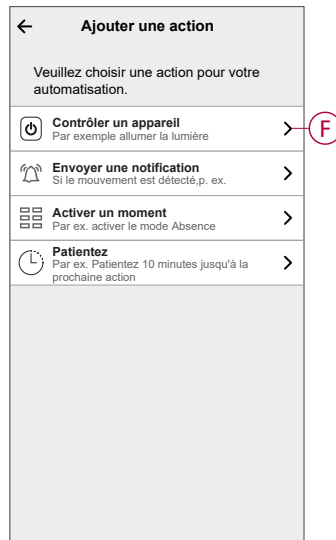 Ajouter une action
Veuillez choisir une action pour votre
automatisation.
Contrôler un appareil
Par exemple allumer la lumière
F
Envoyer une notification
Si le mouvement est détecté,p. ex.
Activer un moment
Par ex. activer le mode Absence
Patientez
Par ex. Patientez 10 minutes jusqu'à la
prochaine action